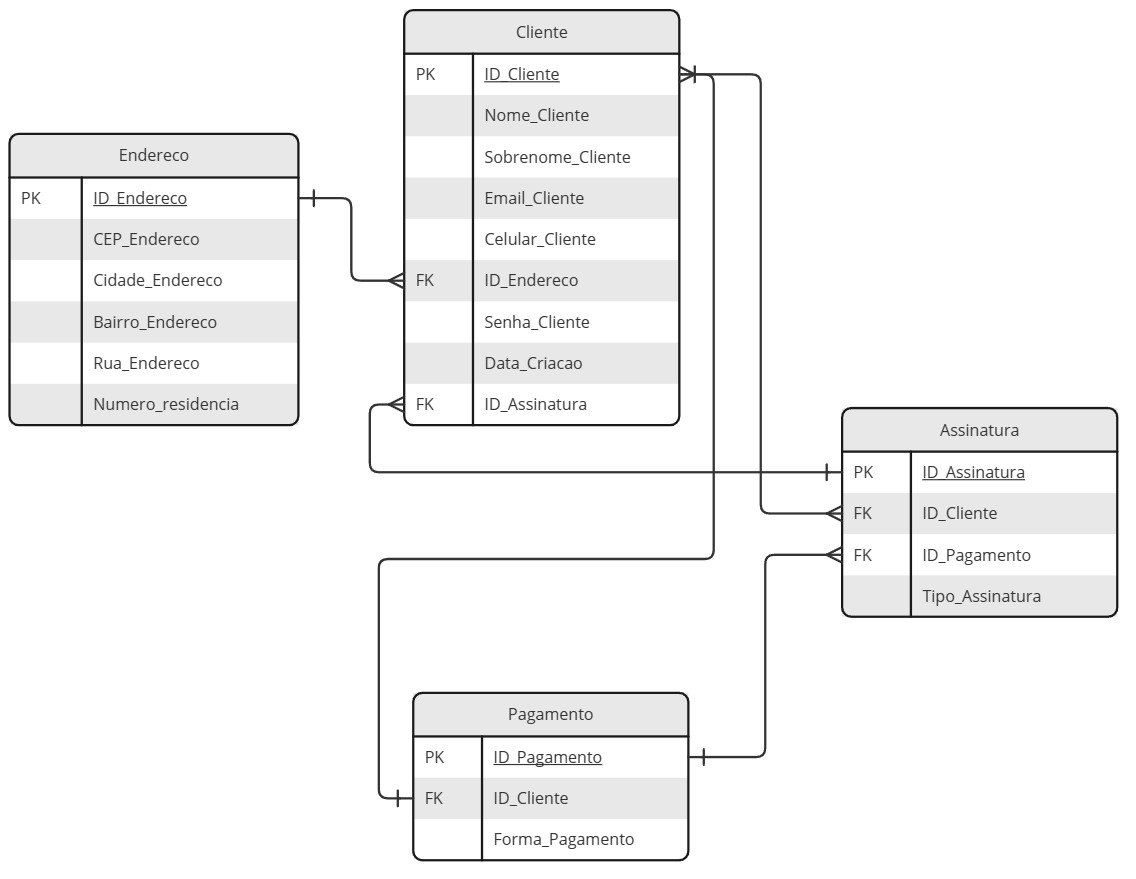 Cliente
PK ID_Cliente
Nome_Cliente
Sobrenome_Cliente
Email_Cliente
Celular_Cliente
FK ID_Endereco
Senha_Cliente
Data_Criacao
FK ID_Assinatura
Endereco
PK ID_Endereco
CEP_Endereco
Cidade_Endereco
Bairro_Endereco
Rua_Endereco
Numero_residencia
Assinatura
PK ID_Assinatura
FK ID_Cliente
FK ID_Pagamento
Tipo_Assinatura
Pagamento
PK ID_Pagamento
FK ID_Cliente
Forma_Pagamento